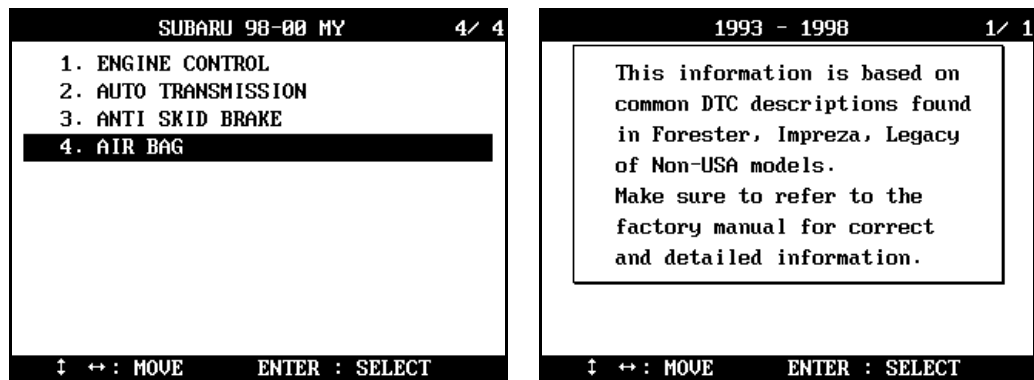 SUBARU 98-00 MY 4/ 4
1. ENGINE CONTROL
2. AUTO TRANSMISSION
3. ANTI SKID BRAKE
4. AIR BAG
↕ ↔: MOVE ENTER : SELECT
1993 - 1998 1/ 1
This information is based on
common DTC descriptions found
in Forester, Impreza, Legacy
of Non-USA models.
Make sure to refer to the
factory manual for correct
and detailed information.
↕ ↔: MOVE ENTER : SELECT